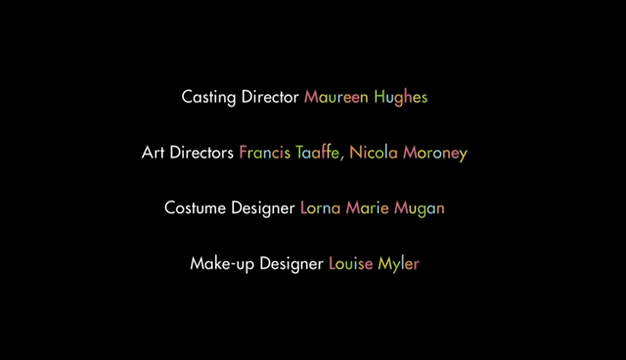 Casting Director Maureen Hughes
Art Directors Francis Taaffe, Nicola Moroney
Costume Designer Lorna Marie Mugan
Make-up Designer Louise Myler